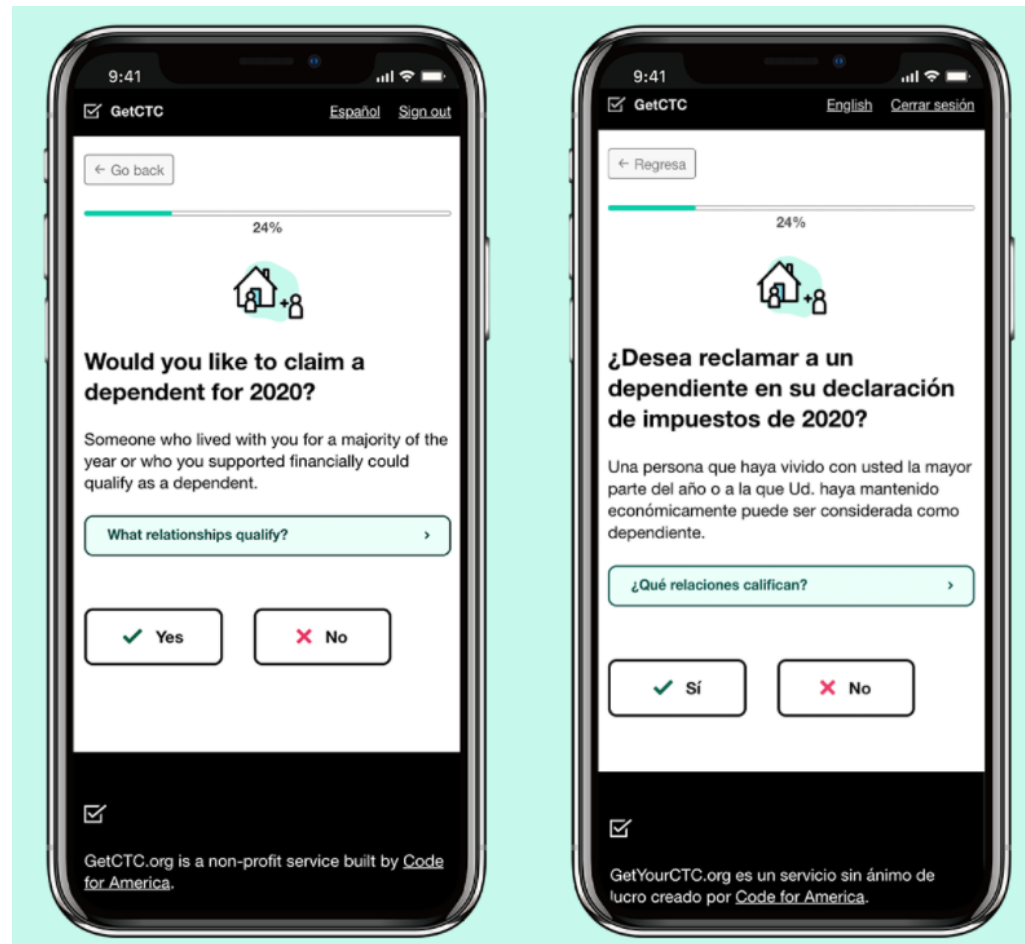 9:41
GetCTC Español Sign out
← Go back
24%
Would you like to claim a
dependent for 2020?
Someone who lived with you for a majority of the
year or who you supported financially could
qualify as a dependent.
What relationships qualify? ›
Yes No
GetCTC.org is a non-profit service built by Code
for America.
9:41
GetCTC English Cerrar sesión
← Regresa
24%
¿Desea reclamar a un
dependiente en su declaración
de impuestos de 2020?
Una persona que haya vivido con usted la mayor
parte del año o a la que Ud. haya mantenido
económicamente puede ser considerada como
dependiente.
¿Qué relaciones califican? ›
Sí No
GetYourCTC.org es un servicio sin ánimo de
lucro creado por Code for America.